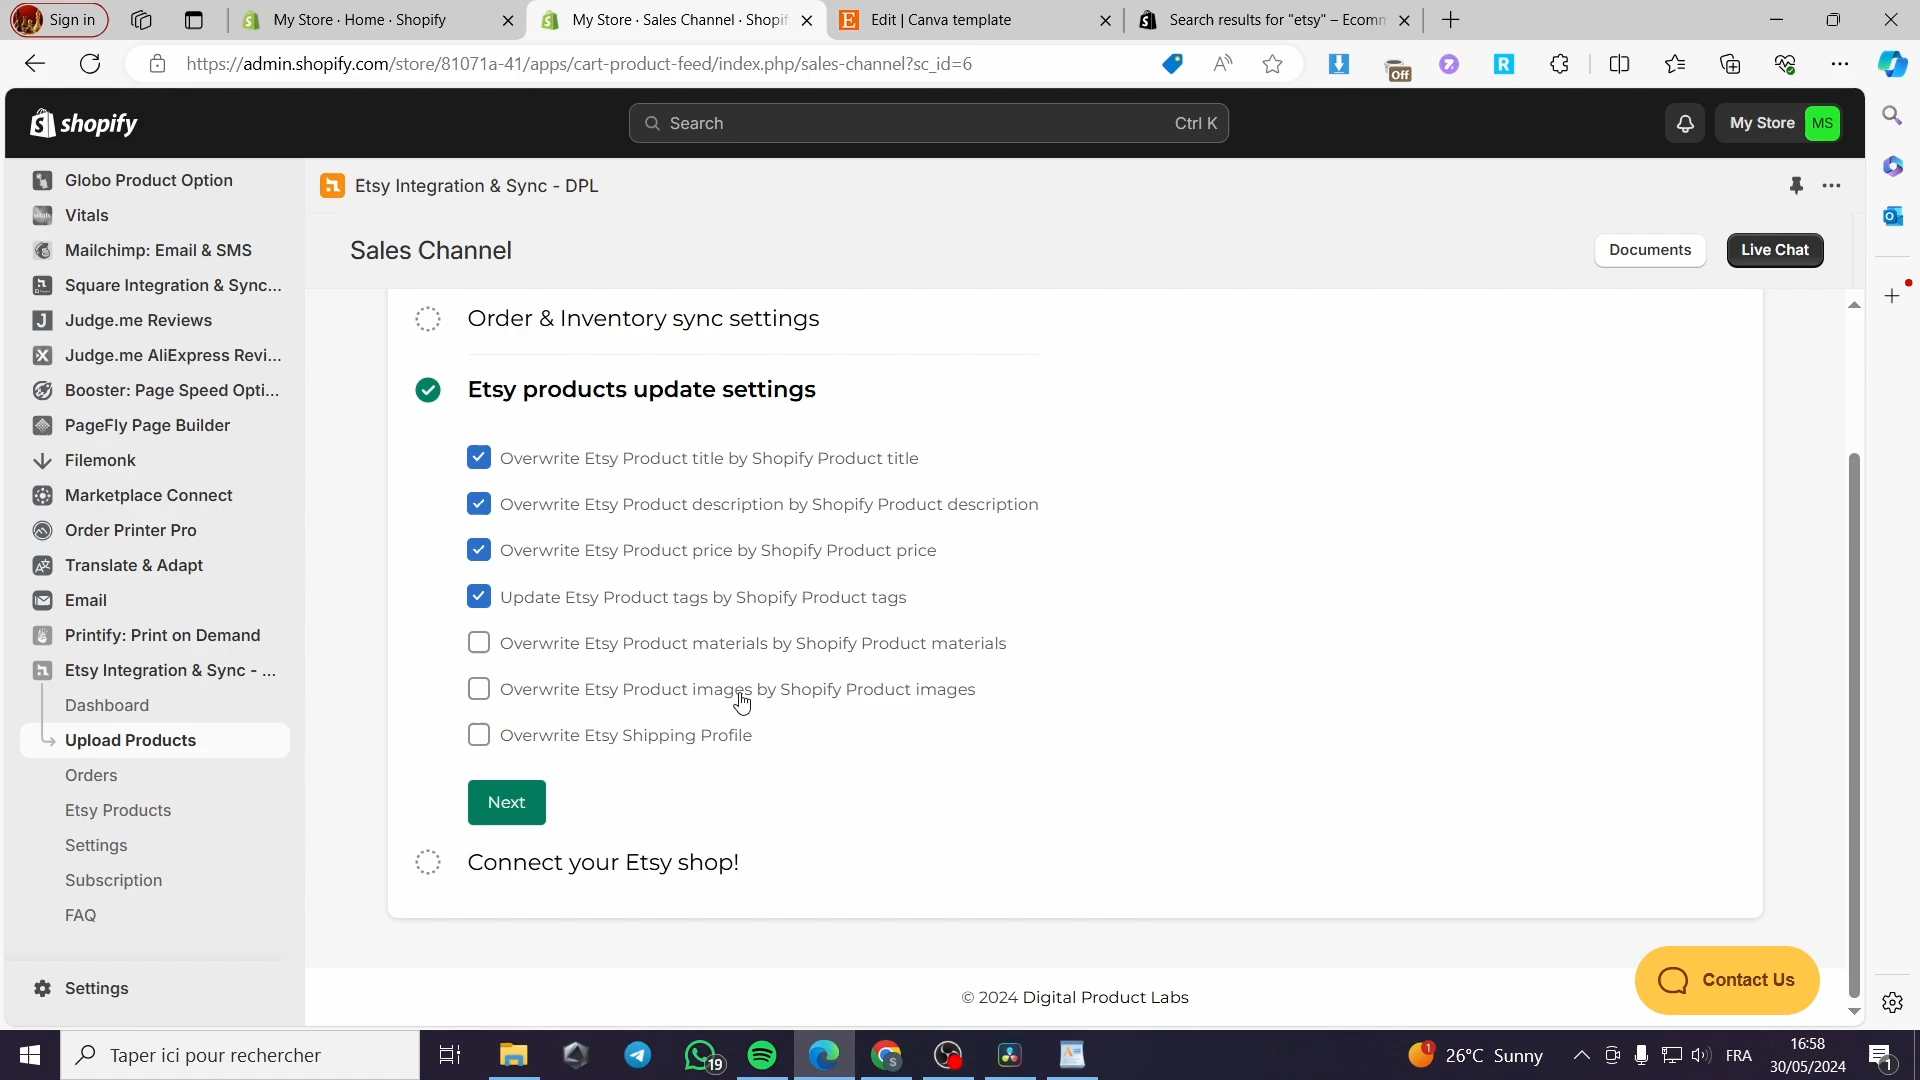 Sign in
My Store · Home · Shopify
My Store · Sales Channel · Shopif
Edit | Canva template
Search results for "etsy" – Ecomm
https://admin.shopify.com/store/81071a-41/apps/cart-product-feed/index.php/sales-channel?sc_id=6
Off
shopify
Search
Ctrl K
My Store
MS
Globo Product Option
Vitals
Mailchimp: Email & SMS
Square Integration & Sync...
Judge.me Reviews
Judge.me AliExpress Revi...
Booster: Page Speed Opti...
PageFly Page Builder
Filemonk
Marketplace Connect
Order Printer Pro
Translate & Adapt
Email
Printify: Print on Demand
Etsy Integration & Sync - ...
Dashboard
Upload Products
Orders
Etsy Products
Settings
Subscription
FAQ
Settings
Etsy Integration & Sync - DPL
Sales Channel
Documents
Live Chat
Order & Inventory sync settings
Etsy products update settings
Overwrite Etsy Product title by Shopify Product title
Overwrite Etsy Product description by Shopify Product description
Overwrite Etsy Product price by Shopify Product price
Update Etsy Product tags by Shopify Product tags
Overwrite Etsy Product materials by Shopify Product materials
Overwrite Etsy Product images by Shopify Product images
Overwrite Etsy Shipping Profile
Next
Connect your Etsy shop!
© 2024 Digital Product Labs
Contact Us
Taper ici pour rechercher
19
26°C Sunny
FRA
16:58
30/05/2024
1